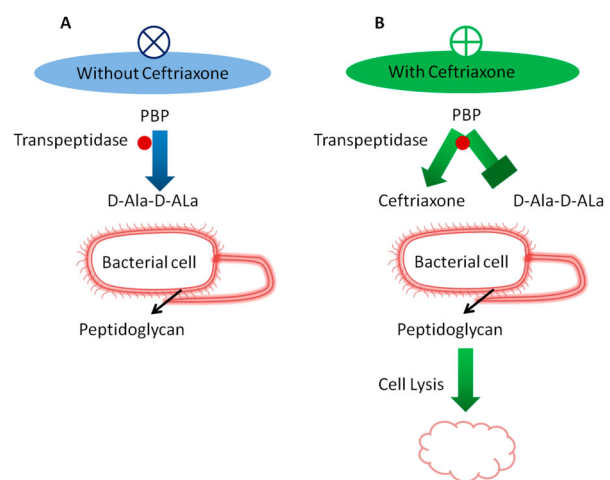 A
Without Ceftriaxone
PBP
Transpeptidase
D-Ala-D-ALa
Bacterial cell
Peptidoglycan
B
With Ceftriaxone
PBP
Transpeptidase
Ceftriaxone
D-Ala-D-ALa
Bacterial cell
Peptidoglycan
Cell Lysis